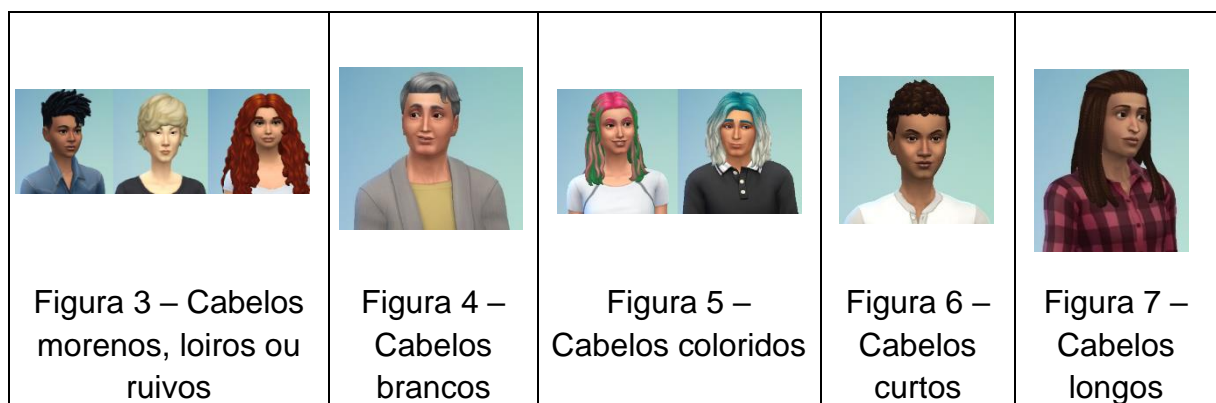 Figura 3 – Cabelos
morenos, loiros ou
ruivos
Figura 4 –
Cabelos
brancos
Figura 5 –
Cabelos coloridos
Figura 6 –
Cabelos
curtos
Figura 7 –
Cabelos
longos